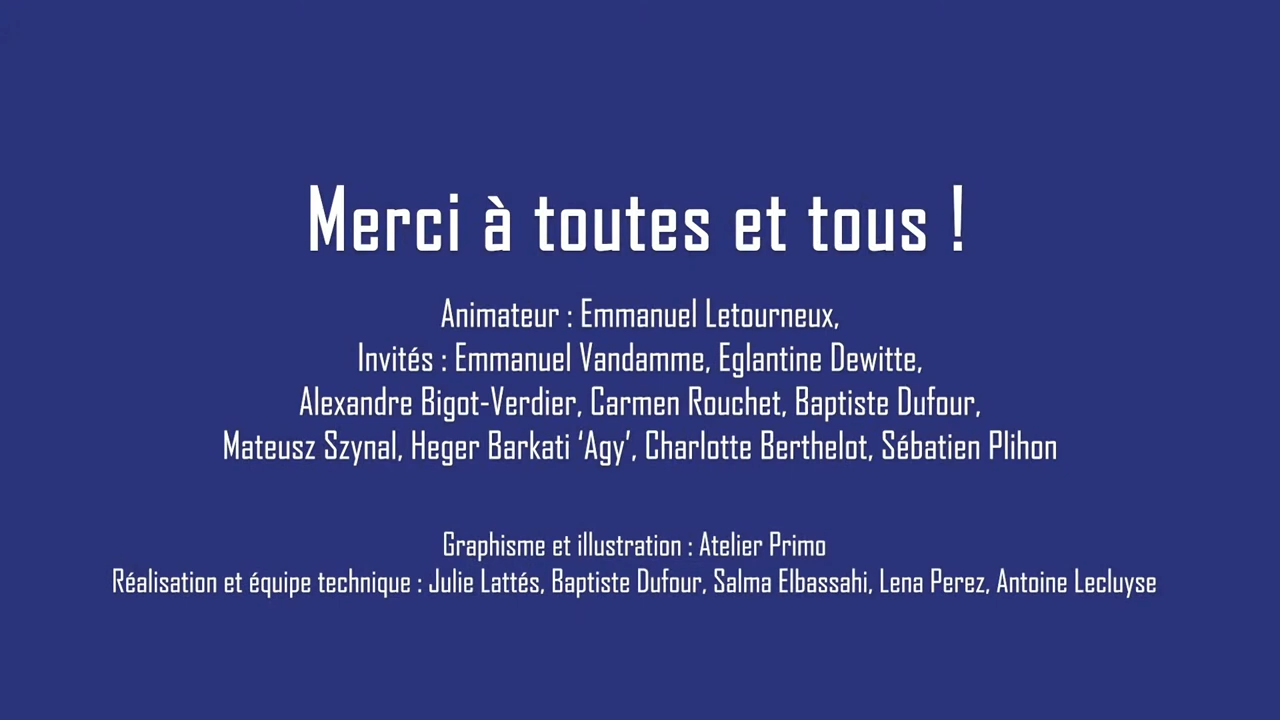 Merci à toutes et tous !
Animateur : Emmanuel Letourneux,
Invités : Emmanuel Vandamme, Eglantine Dewitte,
Alexandre Bigot-Verdier, Carmen Rouchet, Baptiste Dufour,
Mateusz Szynal, Heger Barkati ‘Agy’, Charlotte Berthelot, Sébatien Plihon
Graphisme et illustration : Atelier Primo
Réalisation et équipe technique : Julie Lattés, Baptiste Dufour, Salma Elbassahi, Lena Perez, Antoine Lecluyse